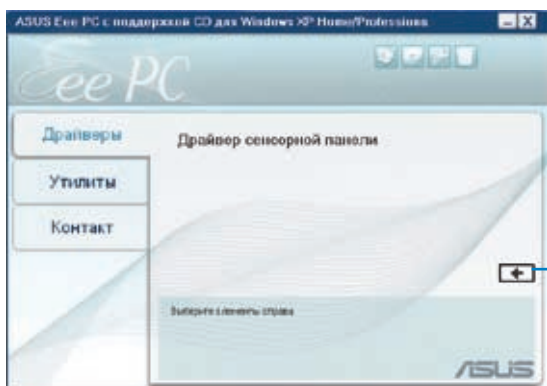 ASUS Eee PC с поддержкой CD для Windows XP Home/Professiona
Eee PC
Драйверы
Драйвер сенсорной панели
Утилиты
Контакт
Выберите элементы справа
ASUS